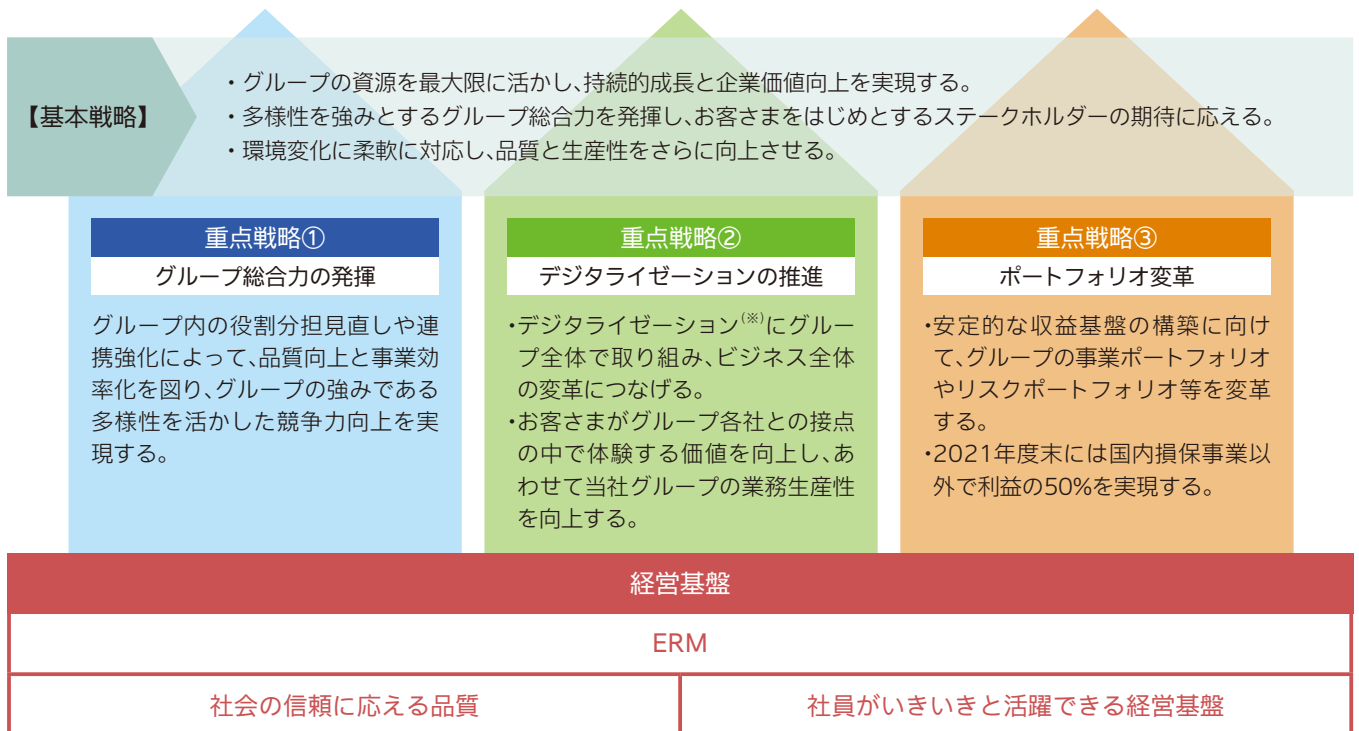 【基本戦略】
・グループの資源を最大限に活かし、持続的成長と企業価値向上を実現する。
・多様性を強みとするグループ総合力を発揮し、お客さまをはじめとするステークホルダーの期待に応える。
・環境変化に柔軟に対応し、品質と生産性をさらに向上させる。
重点戦略①
グループ総合力の発揮
グループ内の役割分担見直しや連
携強化によって、品質向上と事業効
率化を図り、グループの強みである
多様性を活かした競争力向上を実
現する。
重点戦略②
デジタライゼーションの推進
・デジタライゼーション(※)にグルー
プ全体で取り組み、ビジネス全体
の変革につなげる。
・お客さまがグループ各社との接点
の中で体験する価値を向上し、あ
わせて当社グループの業務生産性
を向上する。
重点戦略③
ポートフォリオ変革
・安定的な収益基盤の構築に向け
て、グループの事業ポートフォリオ
やリスクポートフォリオ等を変革
する。
・2021年度末には国内損保事業以
外で利益の50%を実現する。
経営基盤
ERM
社会の信頼に応える品質
社員がいきいきと活躍できる経営基盤